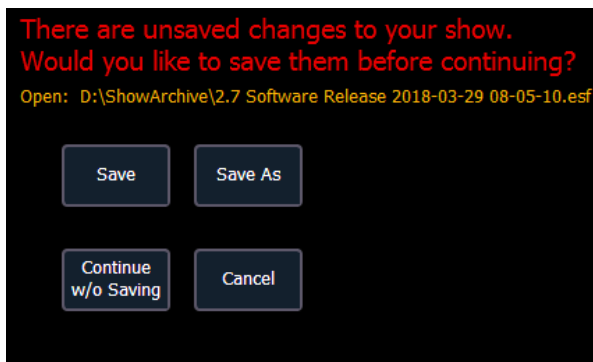 There are unsaved changes to your show.
Would you like to save them before continuing?
Open: D:\ShowArchive\2.7 Software Release 2018-03-29 08-05-10.esf
Save
Save As
Continue
w/o Saving
Cancel